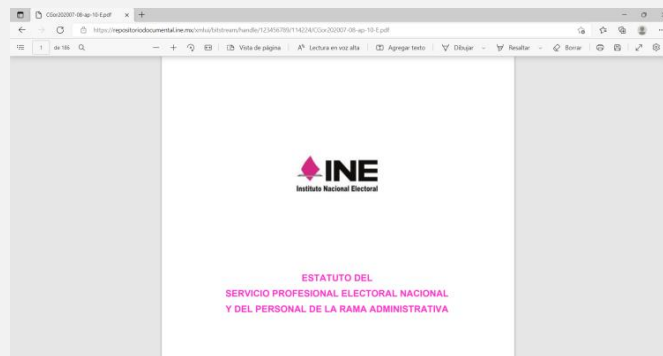 CGor202007-08-ap-10-E.pdf
https://repositoriodocumental.ine.mx/xmlui/bitstream/handle/123456789/114224/CGor202007-08-ap-10-E.pdf
1 de 186 Vista de página Lectura en voz alta Agregar texto Dibujar Resaltar Borrar
INE
Instituto Nacional Electoral
ESTATUTO DEL
SERVICIO PROFESIONAL ELECTORAL NACIONAL
Y DEL PERSONAL DE LA RAMA ADMINISTRATIVA